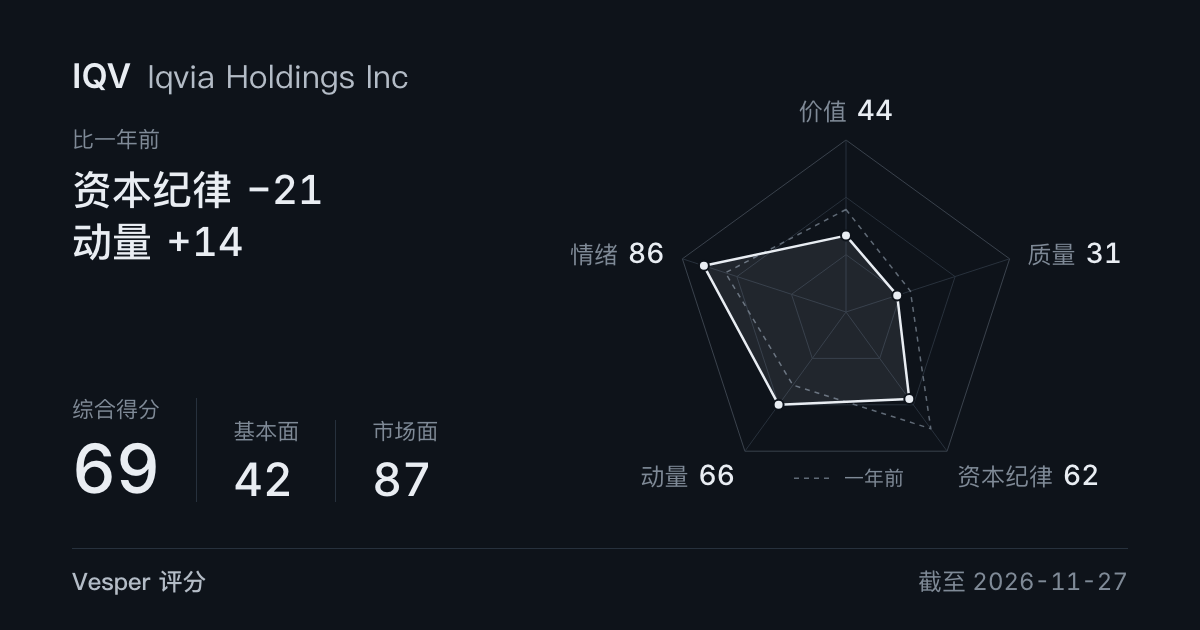 IQV Iqvia Holdings Inc
比一年前
资本纪律 −21
动量 +14
价值 44
情绪 86
质量 31
动量 66
一年前
资本纪律 62
综合得分
69
基本面
42
市场面
87
Vesper 评分
截至 2026-11-27